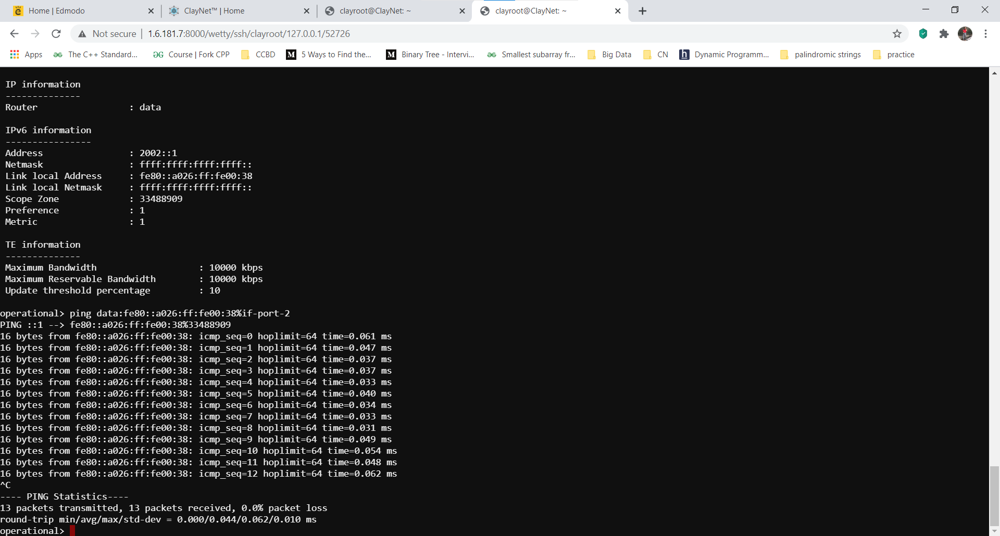 Home | Edmodo
ClayNet™ | Home
clayroot@ClayNet: ~
clayroot@ClayNet: ~
Not secure | 1.6.181.7:8000/wetty/ssh/clayroot/127.0.0.1/52726
Apps
The C++ Standard...
Course | Fork CPP
CCBD
M 5 Ways to Find the...
M Binary Tree - Intervi...
Smallest subarray fr...
Big Data
CN
h Dynamic Programm...
palindromic strings
practice
IP information
--------------
Router : data
IPv6 information
----------------
Address : 2002::1
Netmask : ffff:ffff:ffff:ffff::
Link local Address : fe80::a026:ff:fe00:38
Link local Netmask : ffff:ffff:ffff:ffff::
Scope Zone : 33488909
Preference : 1
Metric : 1
TE information
--------------
Maximum Bandwidth : 10000 kbps
Maximum Reservable Bandwidth : 10000 kbps
Update threshold percentage : 10
operational> ping data:fe80::a026:ff:fe00:38%if-port-2
PING ::1 --> fe80::a026:ff:fe00:38%33488909
16 bytes from fe80::a026:ff:fe00:38: icmp_seq=0 hoplimit=64 time=0.061 ms
16 bytes from fe80::a026:ff:fe00:38: icmp_seq=1 hoplimit=64 time=0.047 ms
16 bytes from fe80::a026:ff:fe00:38: icmp_seq=2 hoplimit=64 time=0.037 ms
16 bytes from fe80::a026:ff:fe00:38: icmp_seq=3 hoplimit=64 time=0.037 ms
16 bytes from fe80::a026:ff:fe00:38: icmp_seq=4 hoplimit=64 time=0.033 ms
16 bytes from fe80::a026:ff:fe00:38: icmp_seq=5 hoplimit=64 time=0.040 ms
16 bytes from fe80::a026:ff:fe00:38: icmp_seq=6 hoplimit=64 time=0.034 ms
16 bytes from fe80::a026:ff:fe00:38: icmp_seq=7 hoplimit=64 time=0.033 ms
16 bytes from fe80::a026:ff:fe00:38: icmp_seq=8 hoplimit=64 time=0.031 ms
16 bytes from fe80::a026:ff:fe00:38: icmp_seq=9 hoplimit=64 time=0.049 ms
16 bytes from fe80::a026:ff:fe00:38: icmp_seq=10 hoplimit=64 time=0.054 ms
16 bytes from fe80::a026:ff:fe00:38: icmp_seq=11 hoplimit=64 time=0.048 ms
16 bytes from fe80::a026:ff:fe00:38: icmp_seq=12 hoplimit=64 time=0.062 ms
^C
---- PING Statistics----
13 packets transmitted, 13 packets received, 0.0% packet loss
round-trip min/avg/max/std-dev = 0.000/0.044/0.062/0.010 ms
operational>